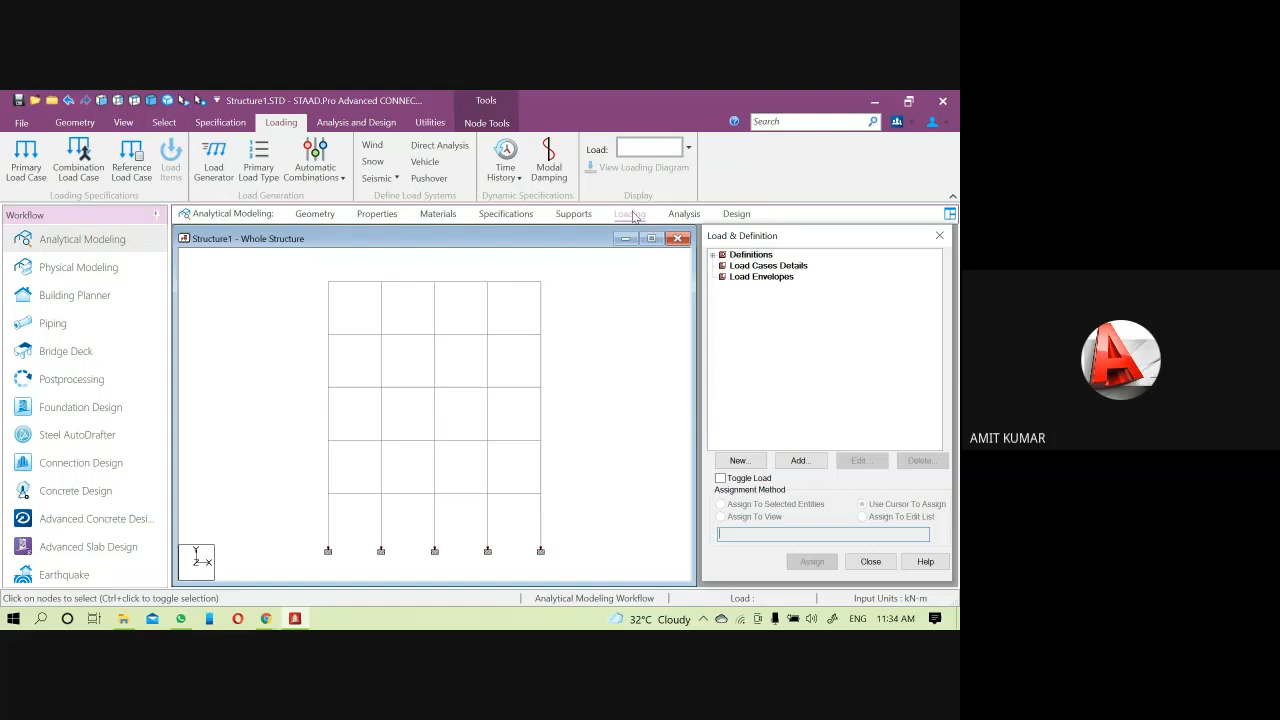 Structure1.STD - STAAD.Pro Advanced CONNEC...
Tools
File
Geometry
View
Select
Specification
Loading
Analysis and Design
Utilities
Node Tools
Search
Primary
Load Case
Combination
Load Case
Reference
Load Case
Load
Items
Loading Specifications
Load
Generator
Primary
Load Type
Automatic
Combinations
Load Generation
Wind
Snow
Seismic
Direct Analysis
Vehicle
Pushover
Define Load Systems
Time
History
Modal
Damping
Dynamic Specifications
Load:
View Loading Diagram
Display
Workflow
Analytical Modeling:
Geometry
Properties
Materials
Specifications
Supports
Loading
Analysis
Design
Analytical Modeling
Physical Modeling
Building Planner
Piping
Bridge Deck
Postprocessing
Foundation Design
Steel AutoDrafter
Connection Design
Concrete Design
Advanced Concrete Desi...
Advanced Slab Design
Earthquake
Structure1 - Whole Structure
Y
Z
X
Load & Definition
Definitions
Load Cases Details
Load Envelopes
New...
Add...
Edit...
Delete...
Toggle Load
Assignment Method
Assign To Selected Entities
Use Cursor To Assign
Assign To View
Assign To Edit List
Assign
Close
Help
Click on nodes to select (Ctrl+click to toggle selection)
Analytical Modeling Workflow
Load :
Input Units : kN-m
32°C Cloudy
ENG
11:34 AM
A
AMIT KUMAR